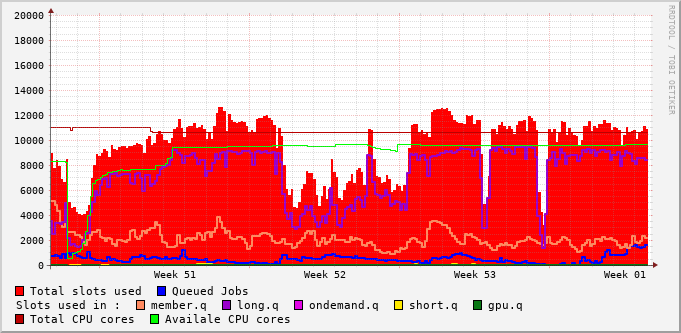 20000
18000
16000
14000
12000
10000
8000
6000
4000
2000
0
Week 51 Week 52 Week 53 Week 01
RRDTOOL / TOBI OETIKER
Total slots used Queued Jobs
Slots used in : member.q long.q ondemand.q short.q gpu.q
Total CPU cores Availale CPU cores